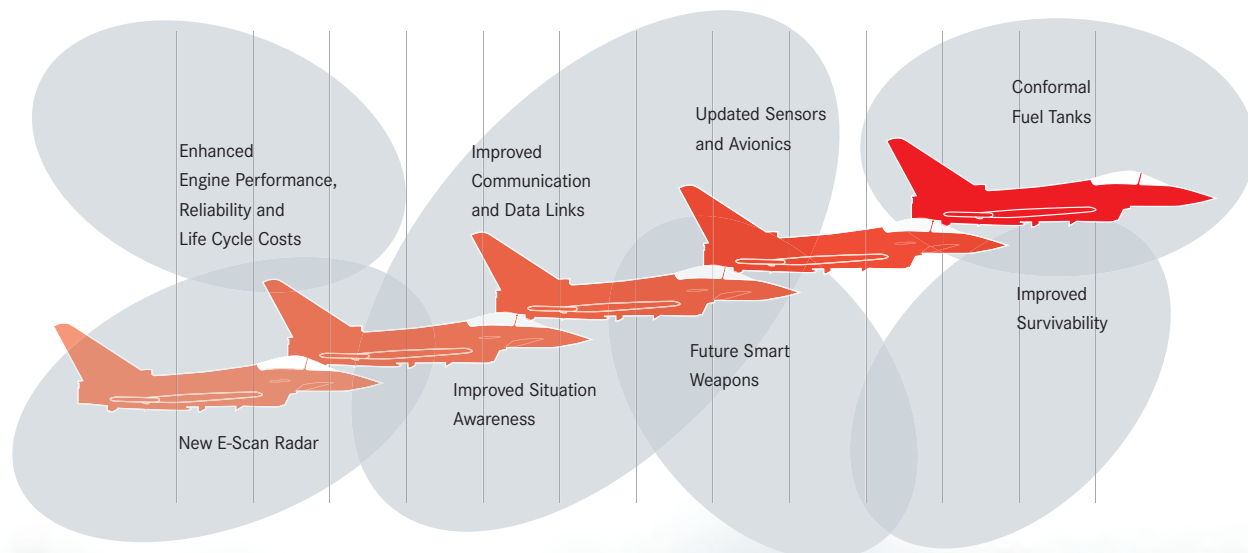 Enhanced
Engine Performance,
Reliability and
Life Cycle Costs
New E-Scan Radar
Improved
Communication
and Data Links
Improved Situation
Awareness
Updated Sensors
and Avionics
Future Smart
Weapons
Conformal
Fuel Tanks
Improved
Survivability